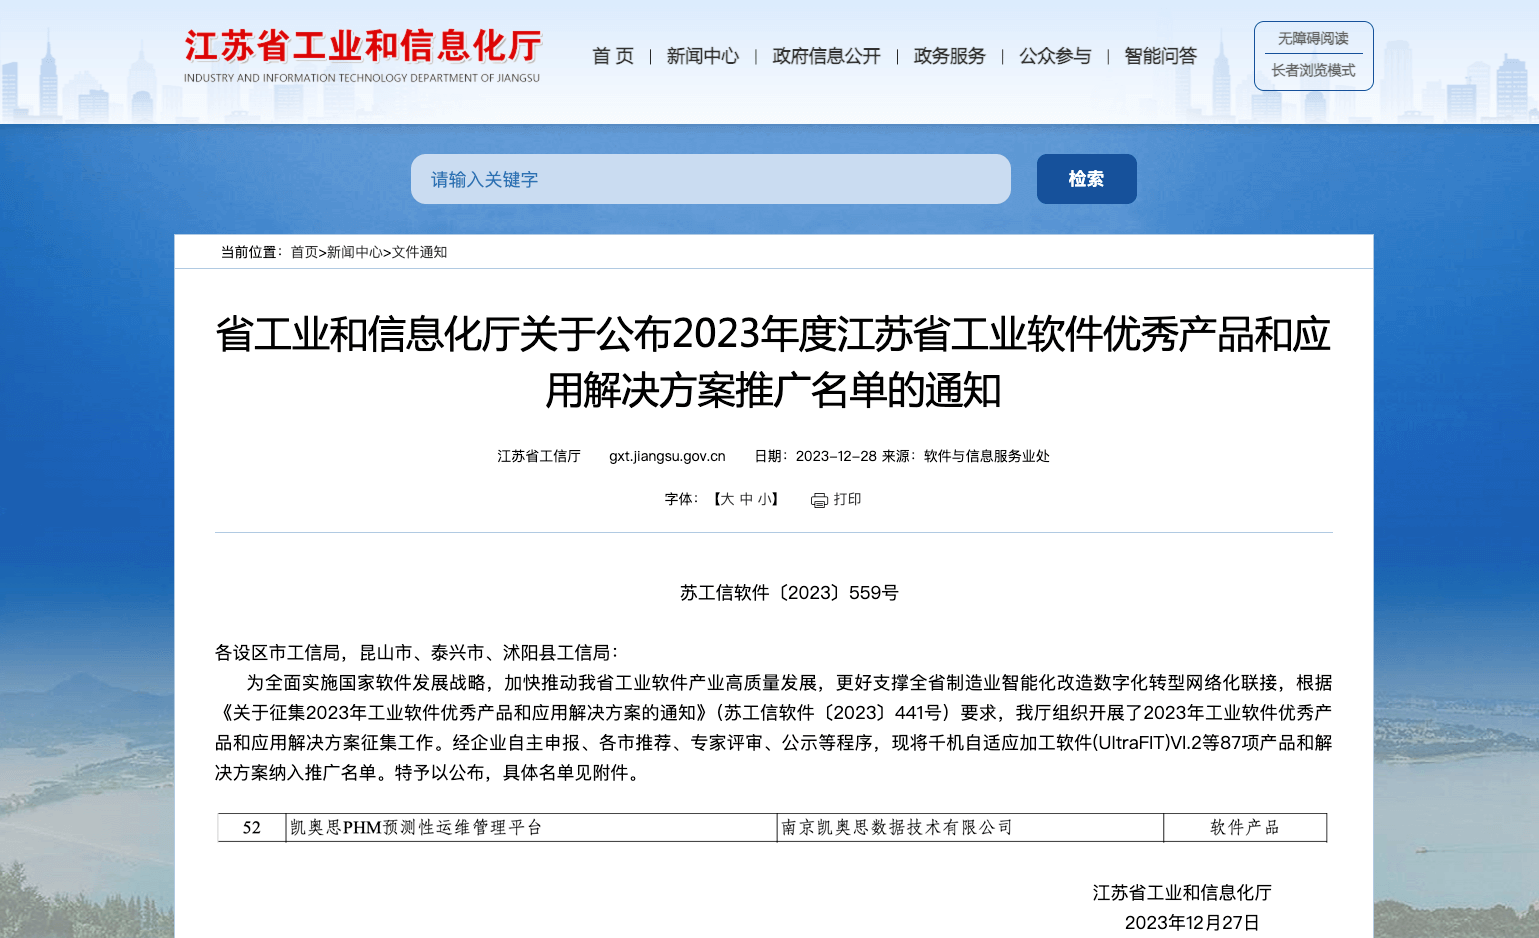 江苏省工业和信息化厅
INDUSTRY AND INFORMATION TECHNOLOGY DEPARTMENT OF JIANGSU
首 页 | 新闻中心 | 政府信息公开 | 政务服务 | 公众参与 | 智能问答
无障碍阅读
长者浏览模式
请输入关键字
检索
当前位置：首页>新闻中心>文件通知
省工业和信息化厅关于公布2023年度江苏省工业软件优秀产品和应
用解决方案推广名单的通知
江苏省工信厅 gxt.jiangsu.gov.cn 日期：2023-12-28 来源：软件与信息服务业处
字体：【大 中 小】 打印
苏工信软件〔2023〕559号
各设区市工信局，昆山市、泰兴市、沭阳县工信局：
为全面实施国家软件发展战略，加快推动我省工业软件产业高质量发展，更好支撑全省制造业智能化改造数字化转型网络化联接，根据
《关于征集2023年工业软件优秀产品和应用解决方案的通知》（苏工信软件〔2023〕441号）要求，我厅组织开展了2023年工业软件优秀产
品和应用解决方案征集工作。经企业自主申报、各市推荐、专家评审、公示等程序，现将千机自适应加工软件(UltraFIT)VI.2等87项产品和解
决方案纳入推广名单。特予以公布，具体名单见附件。
52 凯奥思PHM预测性运维管理平台 南京凯奥思数据技术有限公司 软件产品
江苏省工业和信息化厅
2023年12月27日